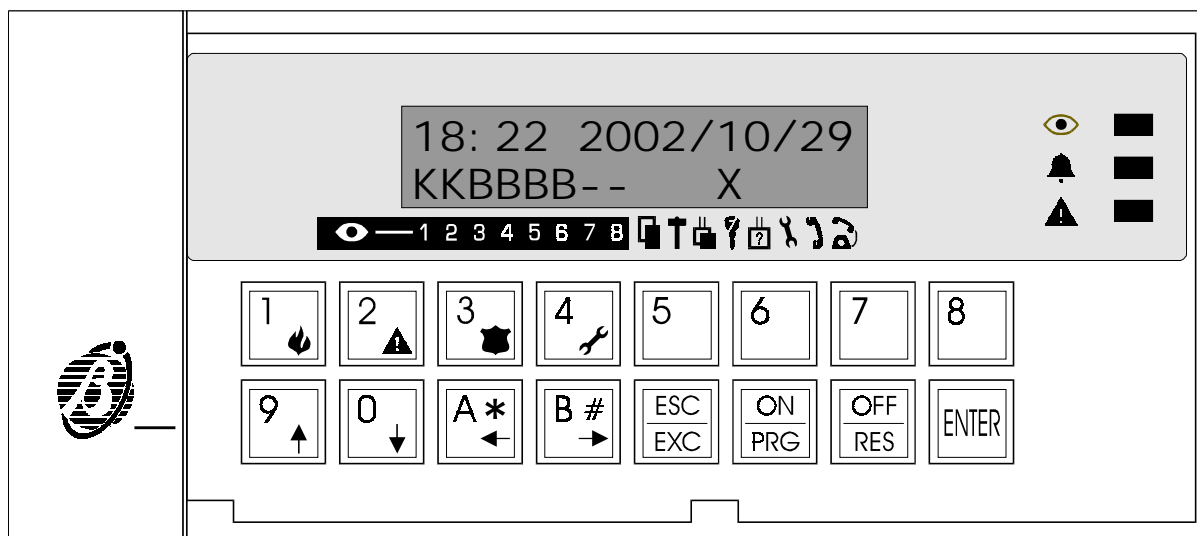 18:22 2002/10/29
KKBBBB-- X
1 2 3 4 5 6 7 8 ?
1 2 3 4 5 6 7 8
9 0 A* B# ESC ON OFF ENTER
EXC PRG RES
B